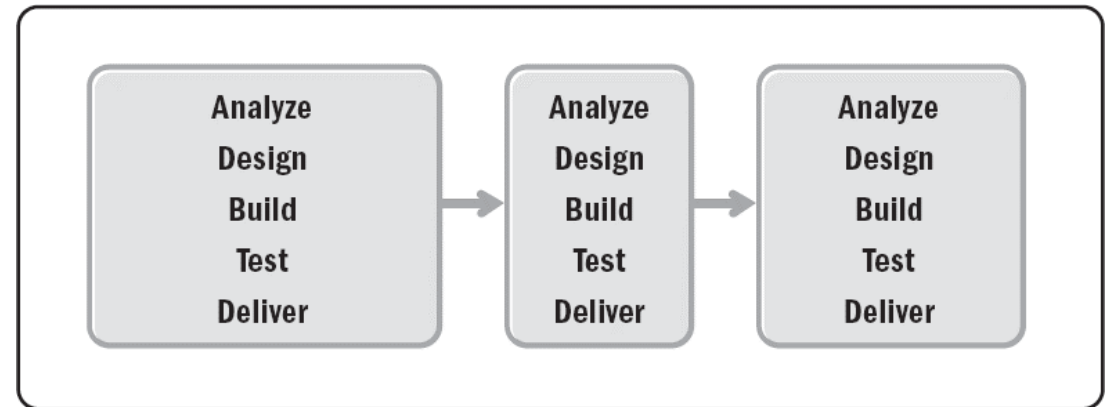 Analyze
Design
Build
Test
Deliver
Analyze
Design
Build
Test
Deliver
Analyze
Design
Build
Test
Deliver